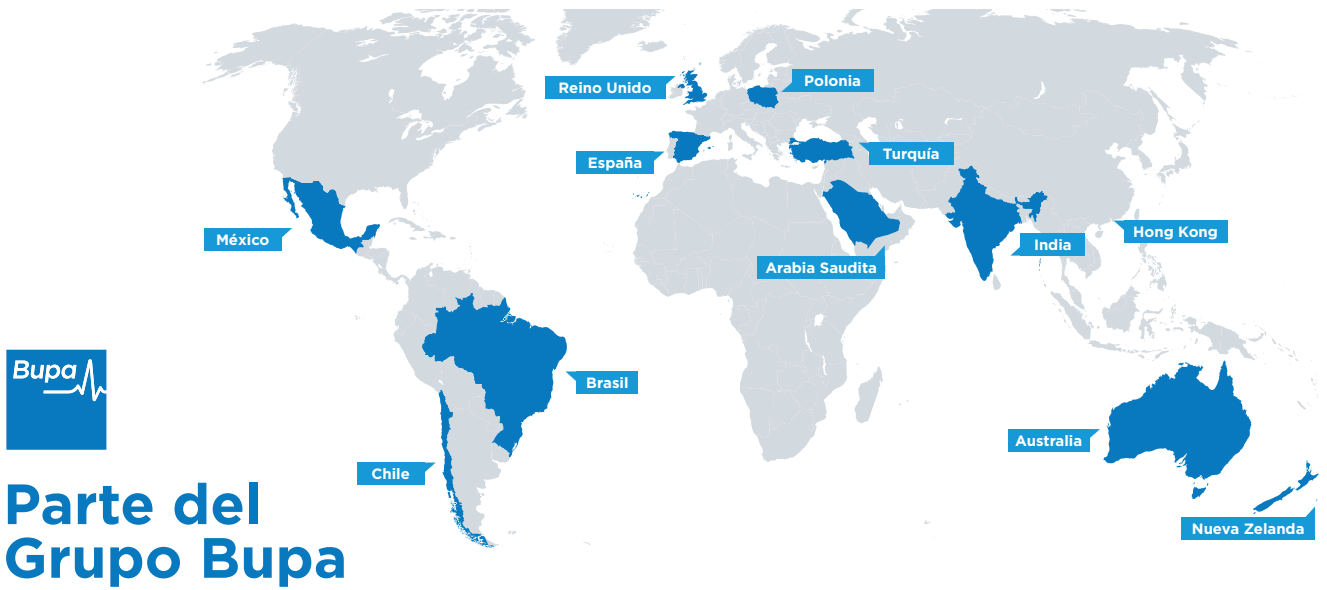 Reino Unido
Polonia
España
Turquía
México
Hong Kong
India
Arabia Saudita
Brasil
Bupa
Australia
Chile
Nueva Zelanda
Parte del
Grupo Bupa